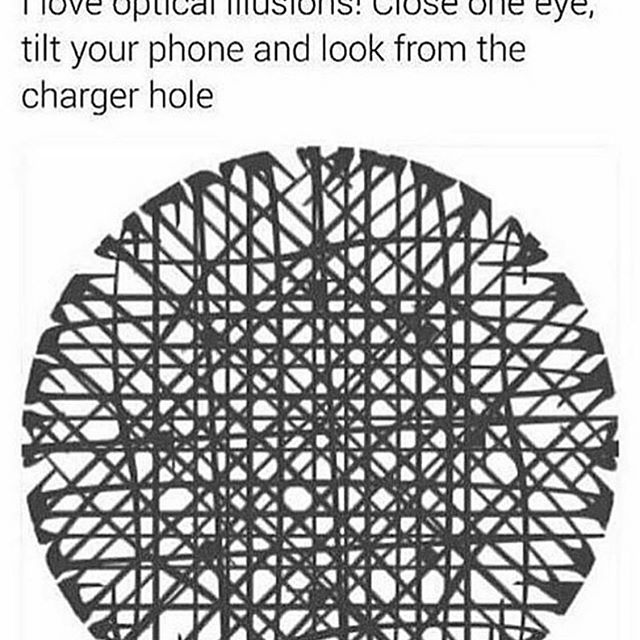 I love optical illusions! Close one eye,
tilt your phone and look from the
charger hole